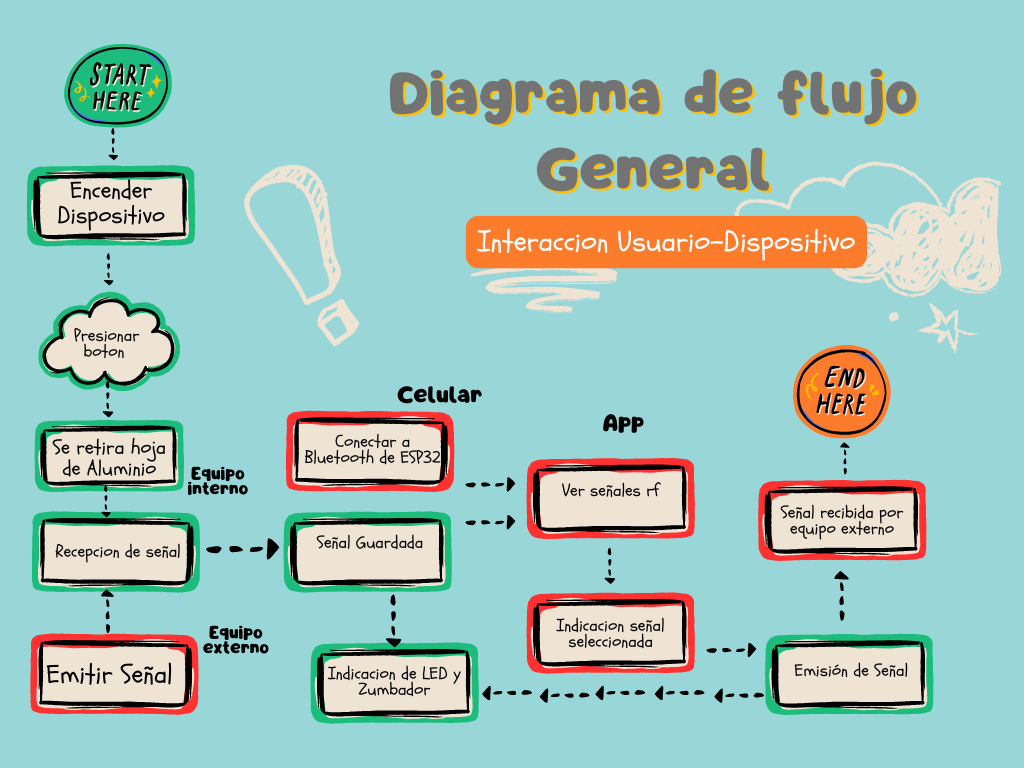 START
HERE
Diagrama de flujo
General
Interaccion Usuario-Dispositivo
Encender
Dispositivo
Presionar
boton
Se retira hoja
de Aluminio
Equipo
interno
Recepcion de señal
Equipo
externo
Emitir Señal
Celular
Conectar a
Bluetooth de ESP32
Señal Guardada
Indicacion de LED y
Zumbador
App
Ver señales rf
Indicacion señal
seleccionada
Emisión de Señal
Señal recibida por
equipo externo
END
HERE